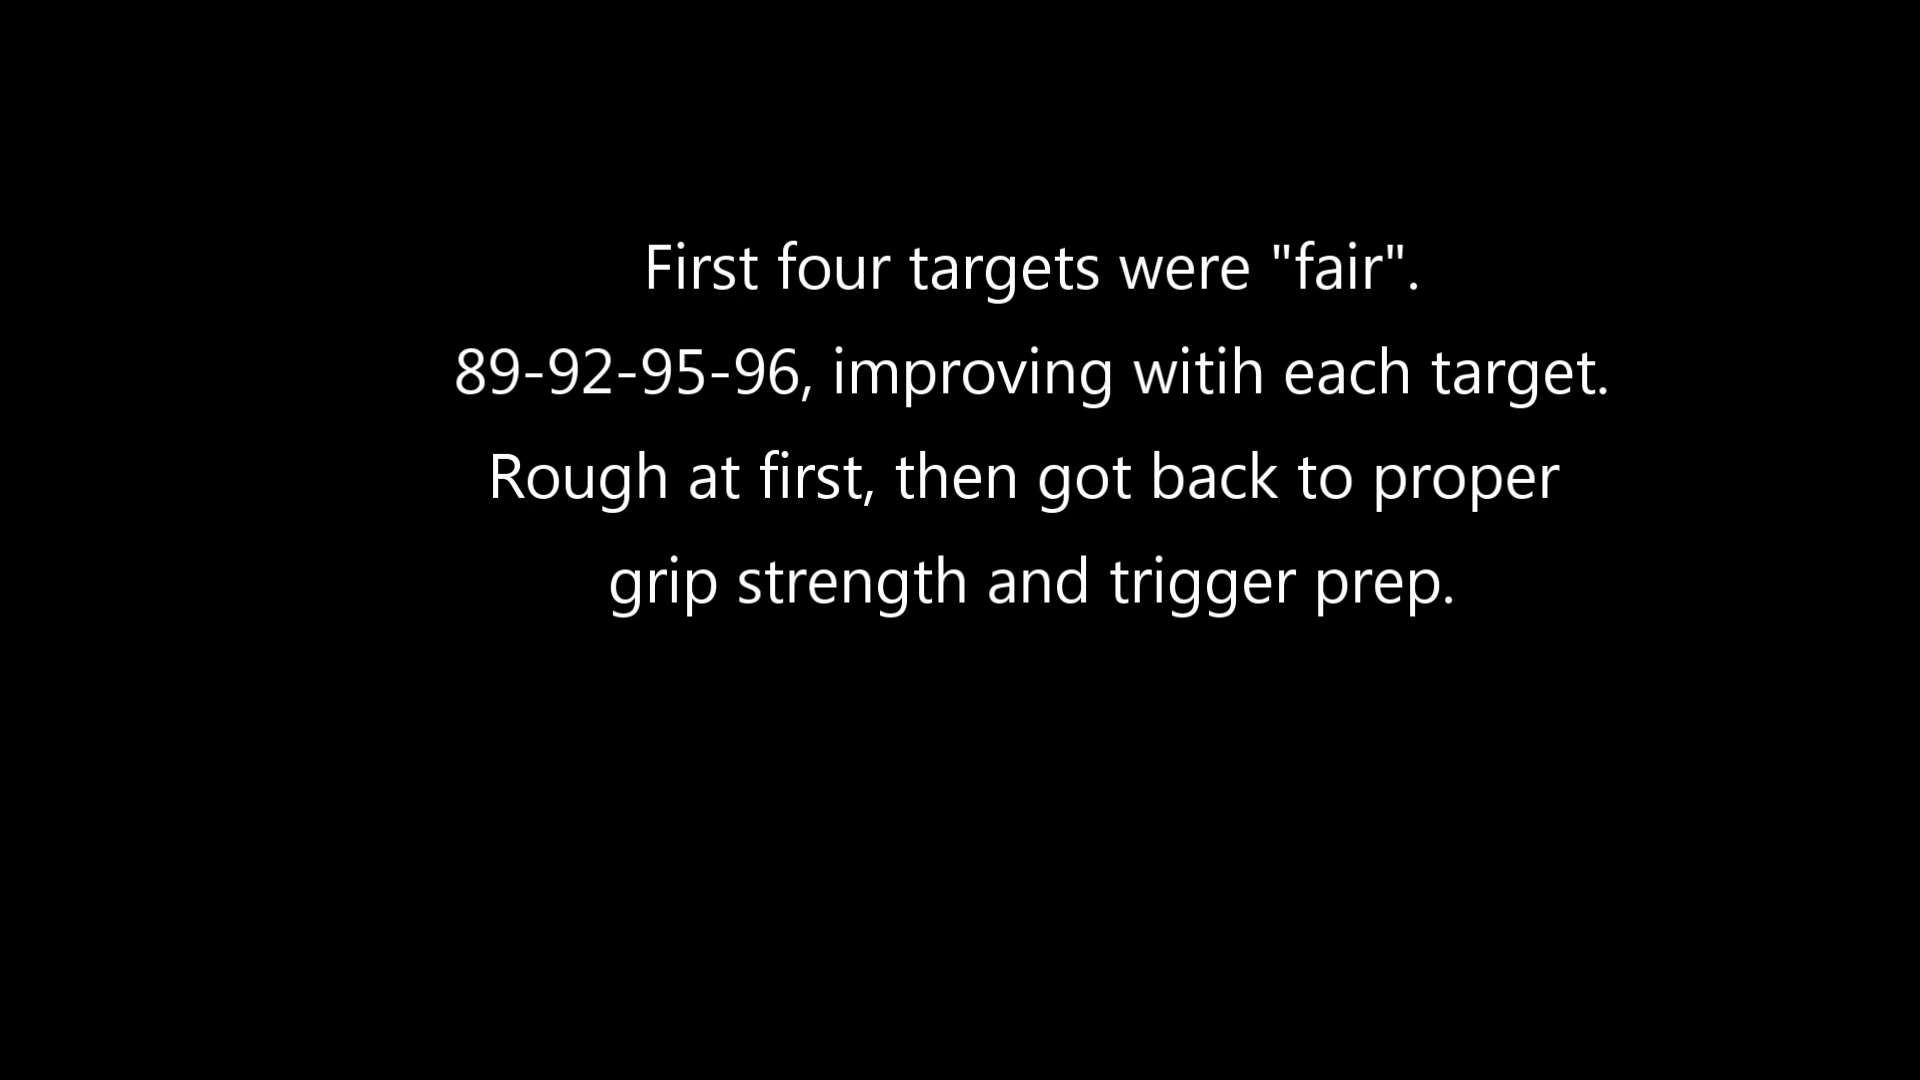 First four targets were "fair".
89-92-95-96, improving witih each target.
Rough at first, then got back to proper
grip strength and trigger prep.